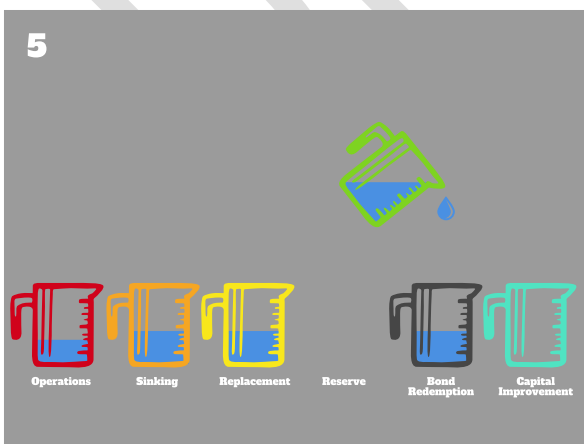 5
Operations
Sinking
Replacement
Reserve
Bond
Redemption
Capital
Improvement